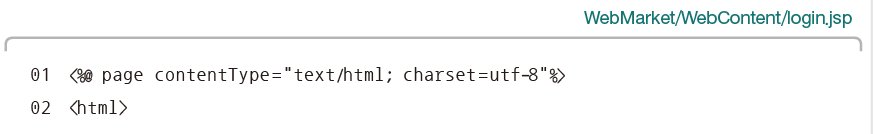 WebMarket/WebContent/login.jsp
01 <%@ page contentType="text/html; charset=utf-8"%>
02 <html>